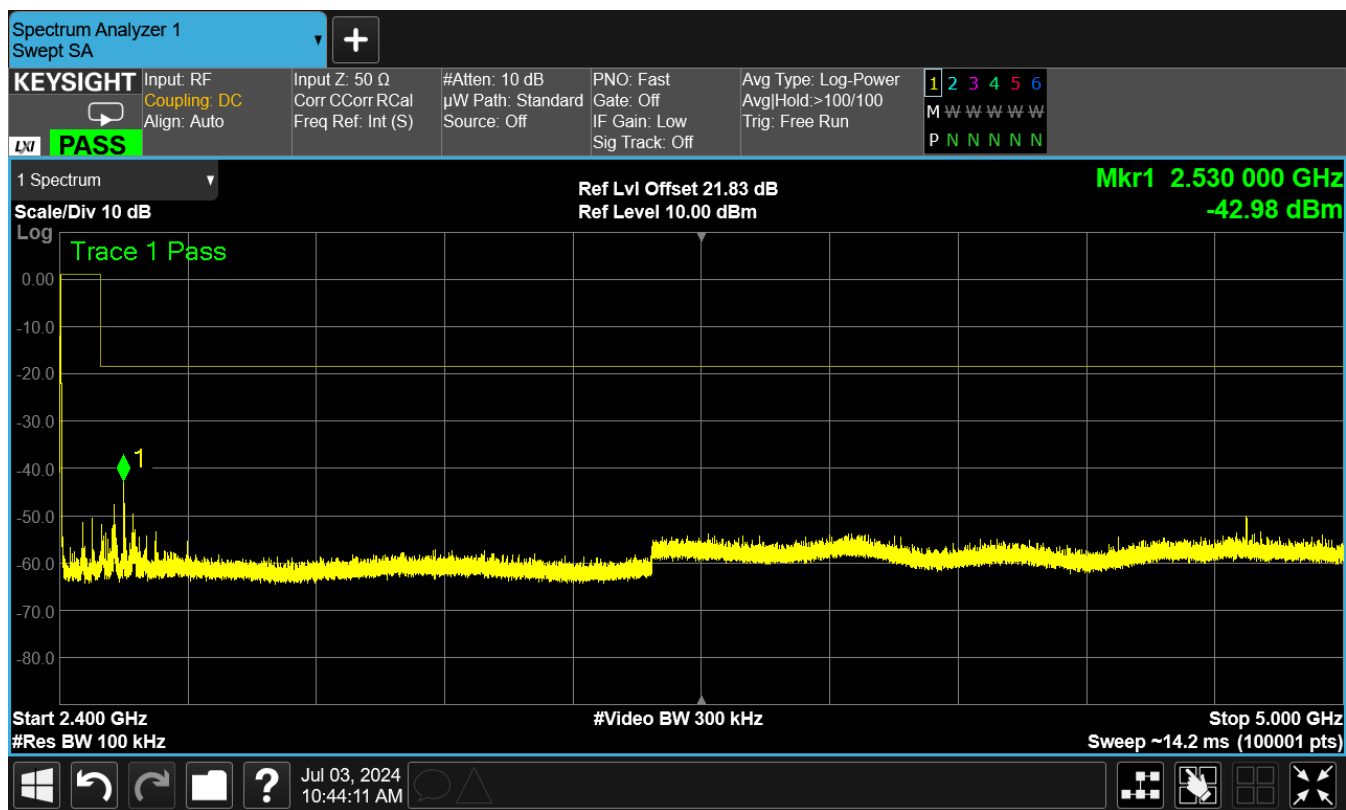 Spectrum Analyzer 1
Swept SA
KEYSIGHT
LXI PASS
Input: RF
Coupling: DC
Align: Auto
Input Z: 50 Ω
Corr CCorr RCal
Freq Ref: Int (S)
#Atten: 10 dB
µW Path: Standard
Source: Off
PNO: Fast
Gate: Off
IF Gain: Low
Sig Track: Off
Avg Type: Log-Power
Avg|Hold:>100/100
Trig: Free Run
1 2 3 4 5 6
M W W W W W
P N N N N N
1 Spectrum
Scale/Div 10 dB
Ref Lvl Offset 21.83 dB
Ref Level 10.00 dBm
Mkr1 2.530 000 GHz
-42.98 dBm
Log
Trace 1 Pass
0.00
-10.0
-20.0
-30.0
1
-40.0
-50.0
-60.0
-70.0
-80.0
Start 2.400 GHz
#Res BW 100 kHz
#Video BW 300 kHz
Stop 5.000 GHz
Sweep ~14.2 ms (100001 pts)
?
Jul 03, 2024
10:44:11 AM